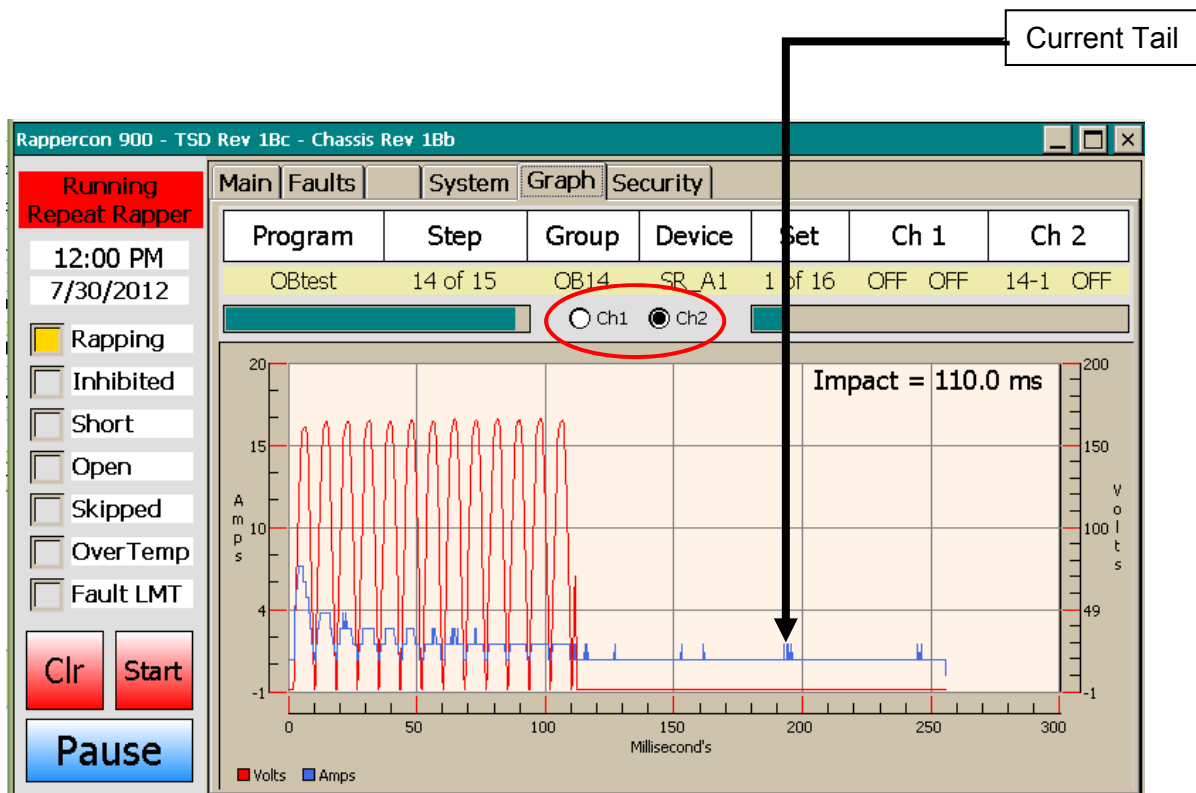 Current Tail
Rappercon 900 - TSD Rev 1Bc - Chassis Rev 1Bb
Running
Repeat Rapper
12:00 PM
7/30/2012
Rapping
Inhibited
Short
Open
Skipped
OverTemp
Fault LMT
Clr Start
Pause
Main Faults System Graph Security
Program Step Group Device Set Ch 1 Ch 2
OBtest 14 of 15 OB14 SR_A1 1 of 16 OFF OFF 14-1 OFF
Ch1 Ch2
Impact = 110.0 ms
20
15
10
4
-1
Amps
200
150
100
49
-1
Volts
0 50 100 150 200 250 300
Millisecond's
Volts Amps